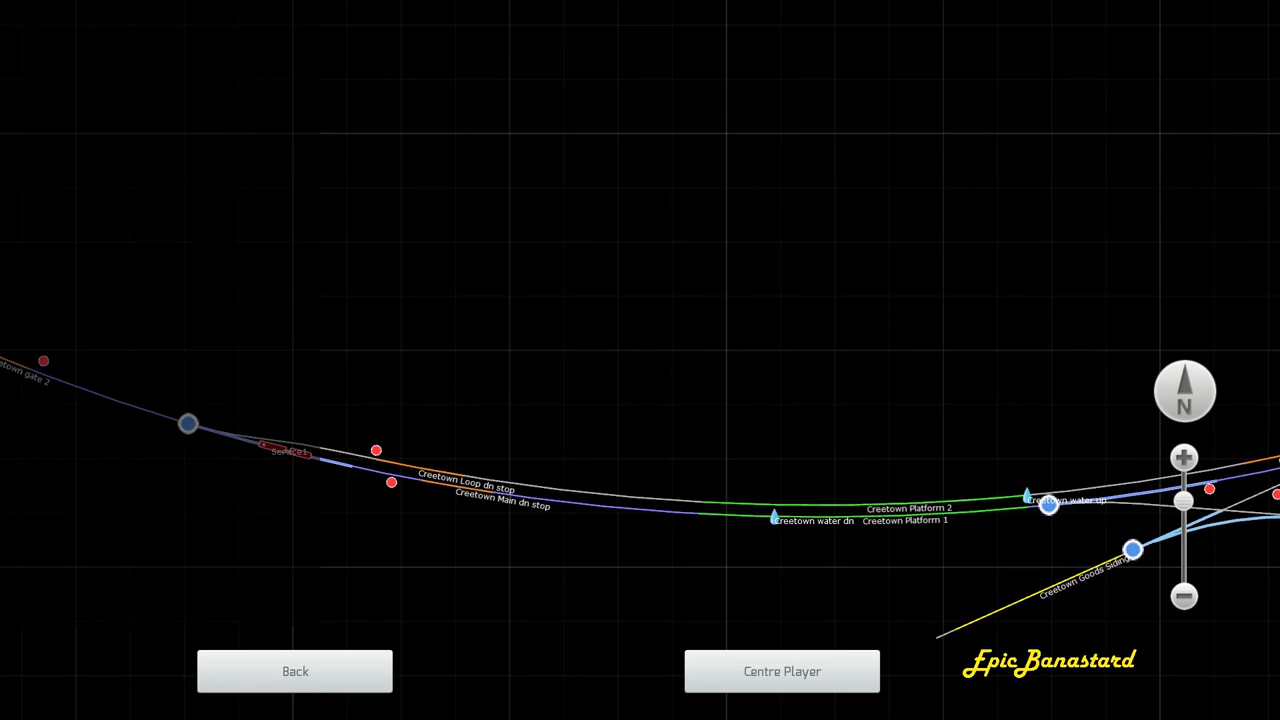 etown gate 2
Service1
Creetown Loop dn stop
Creetown Main dn stop
Creetown Platform 2
Creetown water up
Creetown water dn
Creetown Platform 1
Creetown Goods Siding
N
Back
Centre Player
Epic Banastard